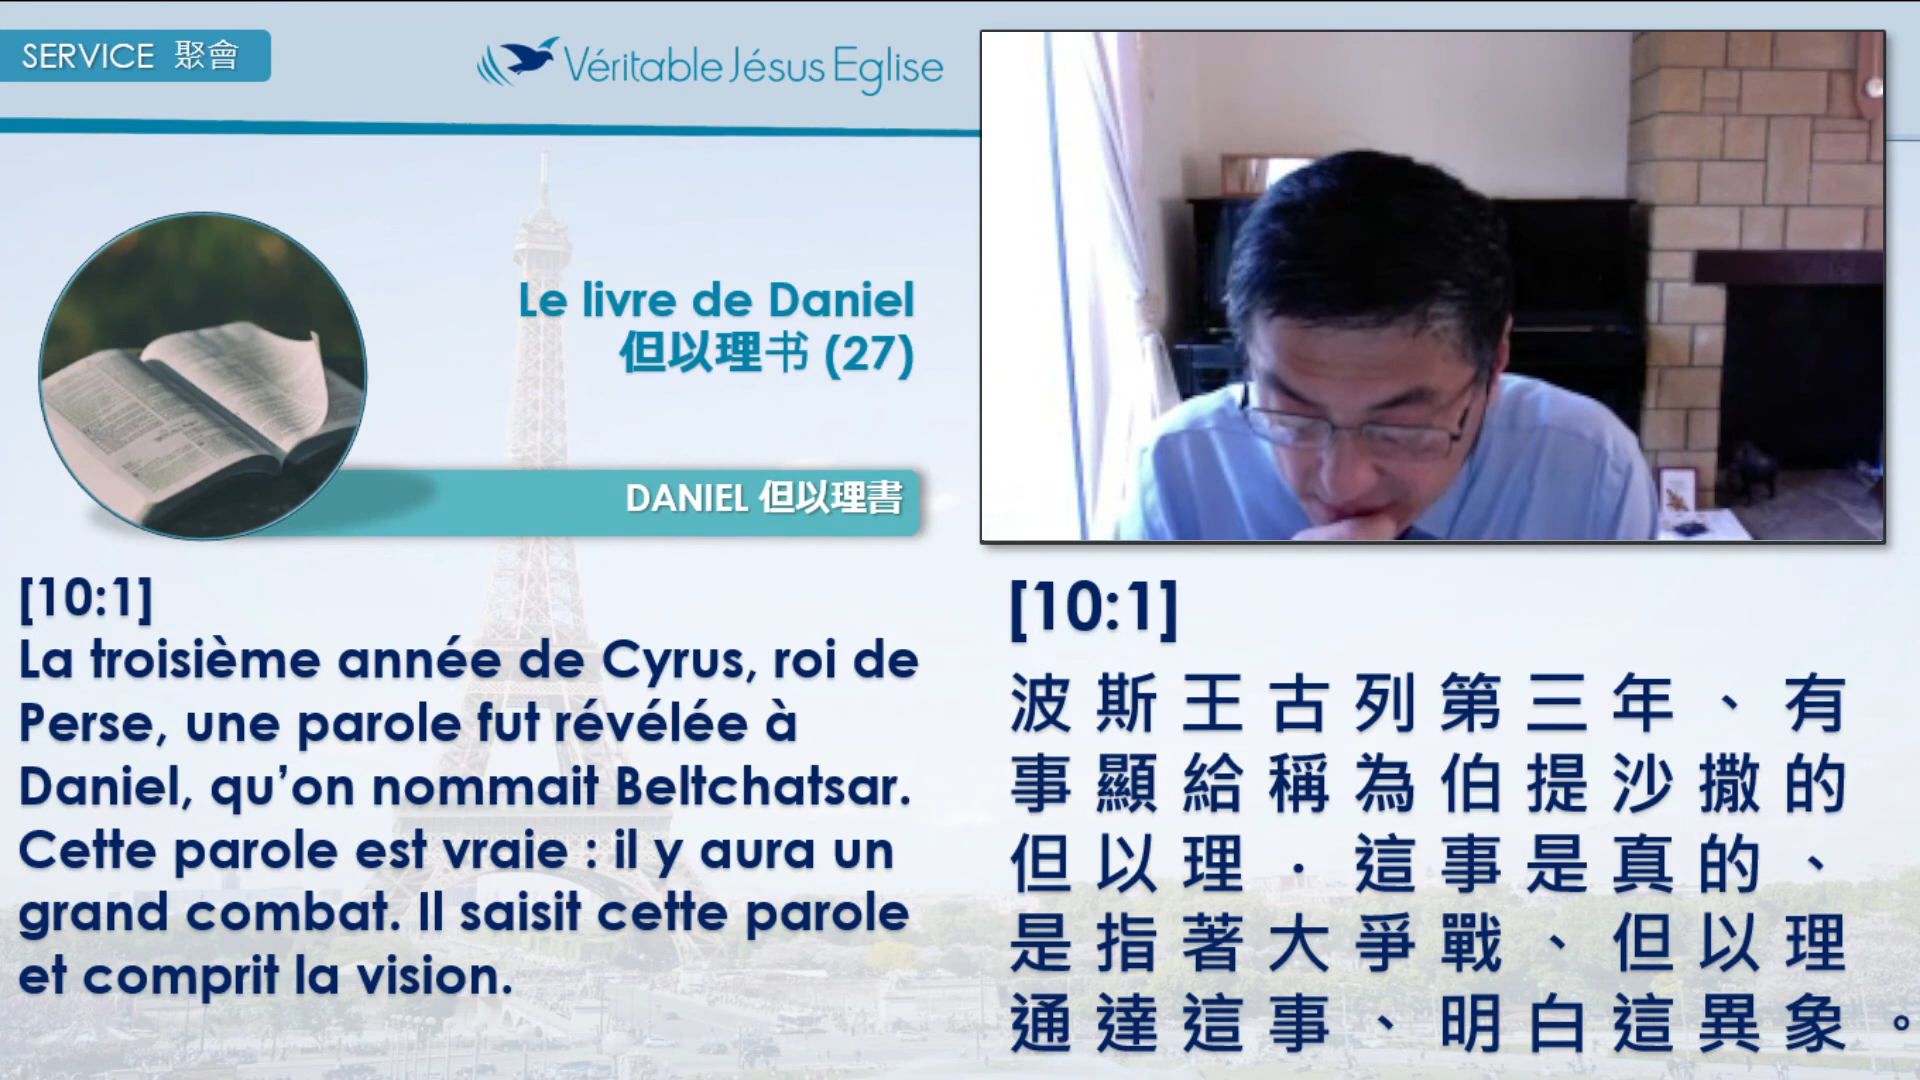 SERVICE 聚會
Véritable Jésus Eglise
Le livre de Daniel
但以理书 (27)
DANIEL 但以理書
[10:1]
La troisième année de Cyrus, roi de
Perse, une parole fut révélée à
Daniel, qu’on nommait Beltchatsar.
Cette parole est vraie : il y aura un
grand combat. Il saisit cette parole
et comprit la vision.
[10:1]
波斯王古列第三年、有
事顯給稱為伯提沙撒的
但以理．這事是真的、
是指著大爭戰、但以理
通達這事、明白這異象。